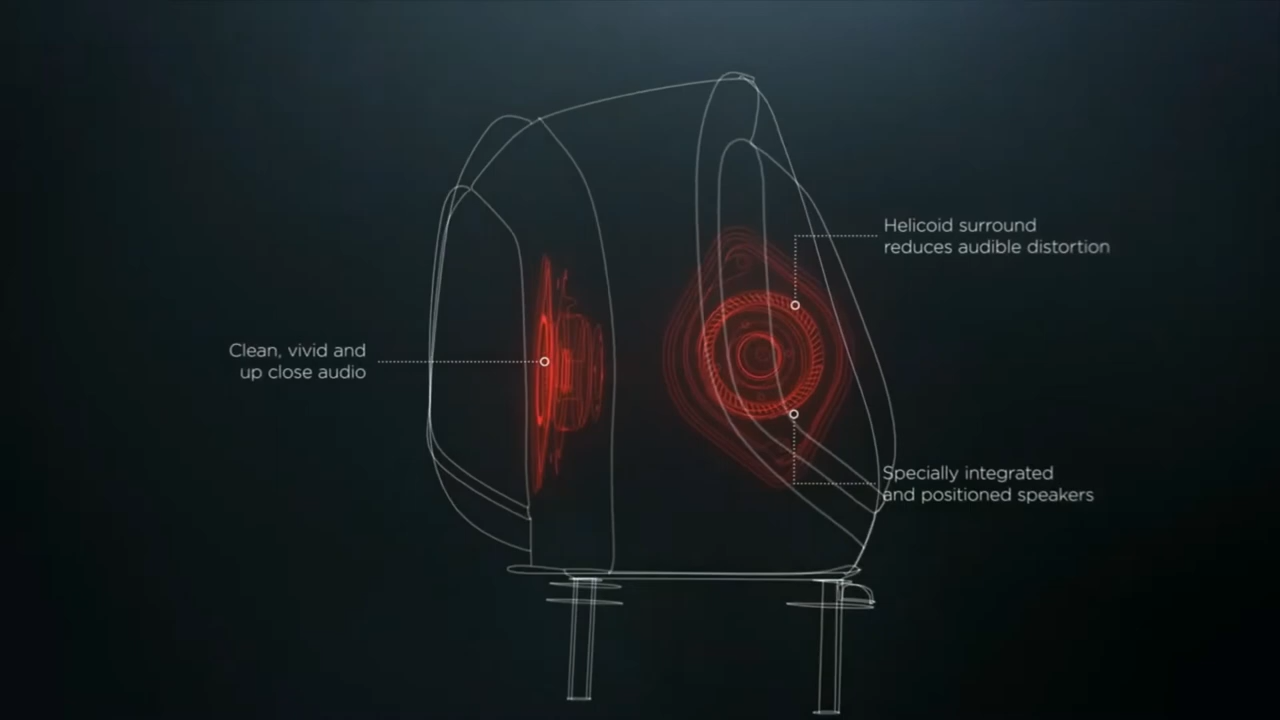 Helicoid surround
reduces audible distortion
Clean, vivid and
up close audio
Specially integrated
and positioned speakers